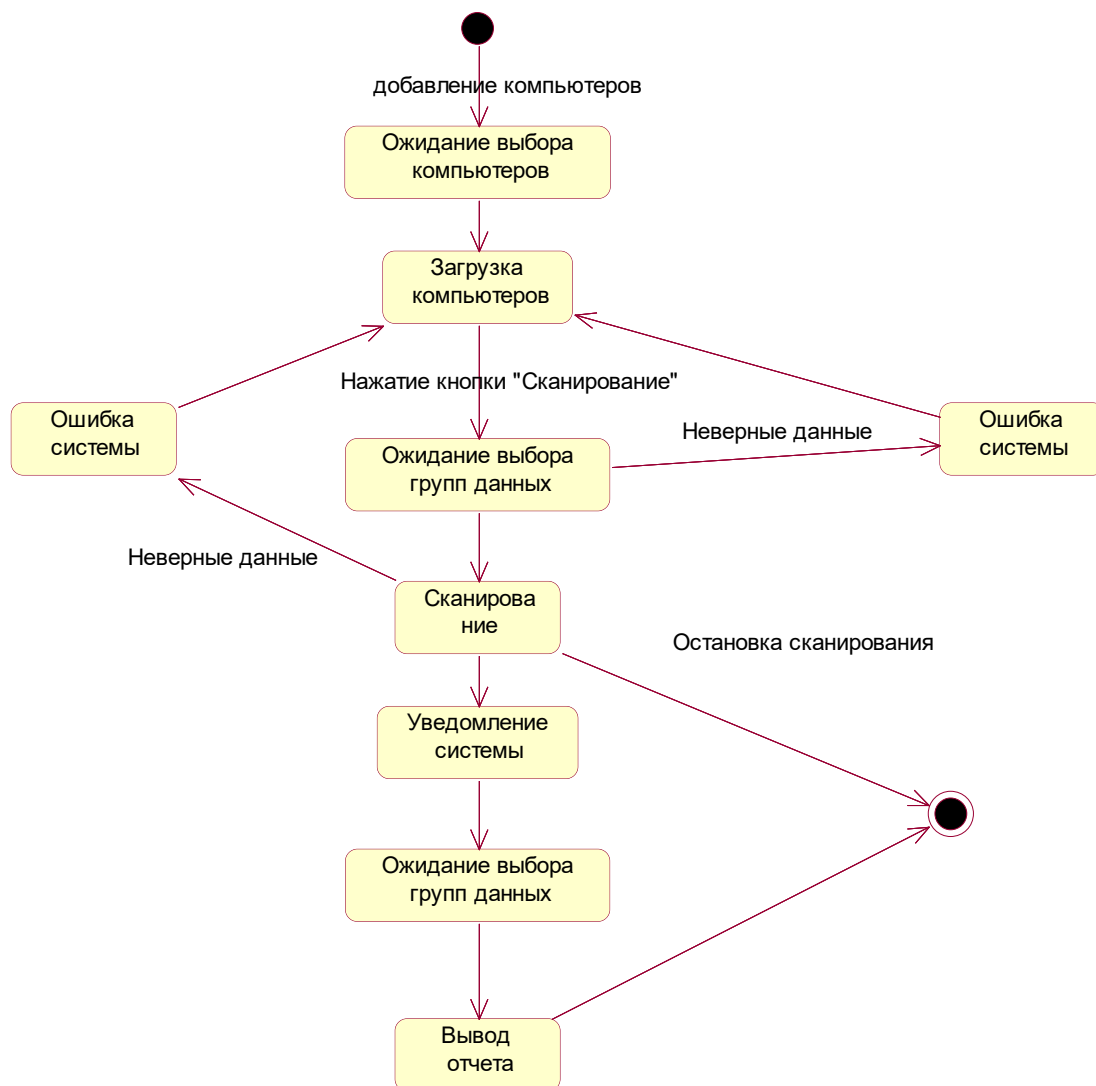 добавление компьютеров
Ожидание выбора
компьютеров
Загрузка
компьютеров
Нажатие кнопки "Сканирование"
Ошибка
системы
Неверные данные
Ошибка
системы
Ожидание выбора
групп данных
Неверные данные
Сканирова
ние
Остановка сканирования
Уведомление
системы
Ожидание выбора
групп данных
Вывод
отчета